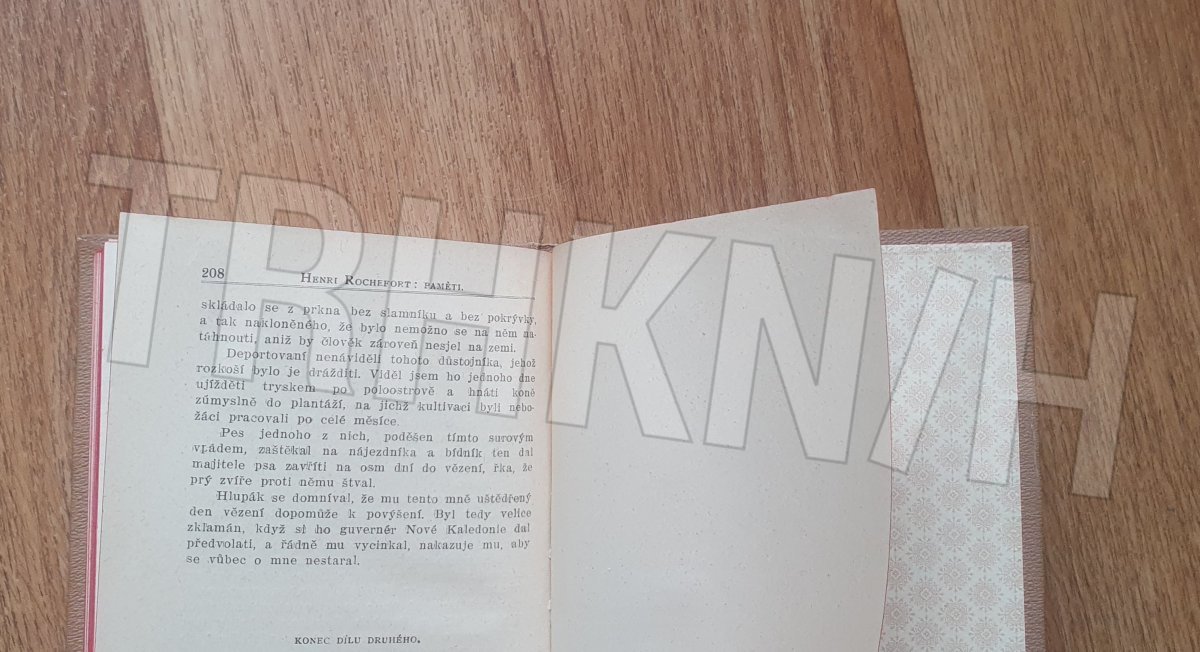 208
HENRI ROCHEFORT: PAMĚTI.
skládalo se z prkna bez slamníku a bez pokrývky,
a tak nakloněného, že bylo nemožno se na něm na-
táhnouti, aniž by člověk zároveň nesjel na zemi.
Deportovaní nenáviděli tohoto důstojníka, jehož
rozkoší bylo je drážditi. Viděl jsem ho jednoho dne
ujížděti tryskem po poloostrově a hnáti koně
zúmyslně do plantáží, na jichž kultivaci byli nebo-
žáci pracovali po celé měsíce.
Pes jednoho z nich, poděšen tímto surovým
vpádem, zaštěkal na nájezdníka a bídník ten dal
majitele psa zavříti na osm dní do vězení, řka, že
prý zvíře proti němu štval.
Hlupák se domníval, že mu tento mně uštědřený
den vězení dopomůže k povýšení. Byl tedy velice
zklamán, když si ho guvernér Nové Kaledonie dal
předvolati, a řádně mu vycinkal, nakazuje mu, aby
se vůbec o mne nestaral.
KONEC DÍLU DRUHÉHO.